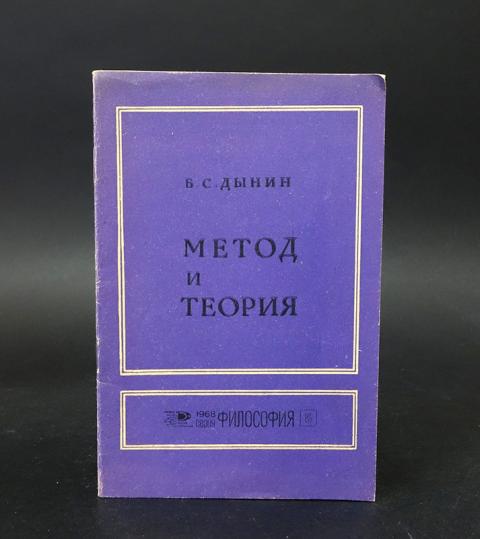 Б. С. ДЫНИН
МЕТОД
И
ТЕОРИЯ
1968
СЕРИЯ
ФИЛОСОФИЯ